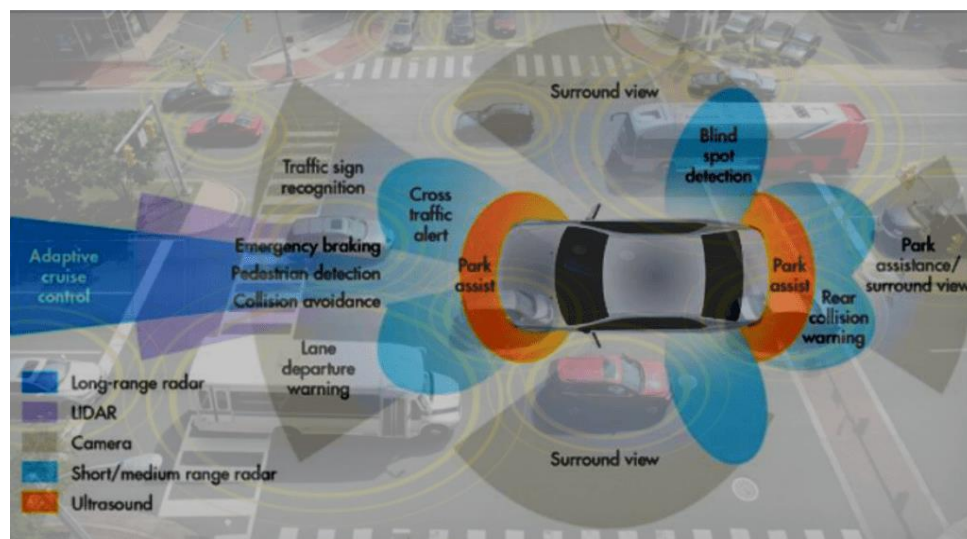 Surround view
Blind
spot
detection
Traffic sign
recognition
Cross
traffic
alert
Adaptive
cruise
control
Emergency braking
Pedestrian detection
Collision avoidance
Park
assist
Park
assist
Park
assistance/
surround view
Rear
collision
warning
Lane
departure
warning
Surround view
Long-range radar
LIDAR
Camera
Short/medium range radar
Ultrasound